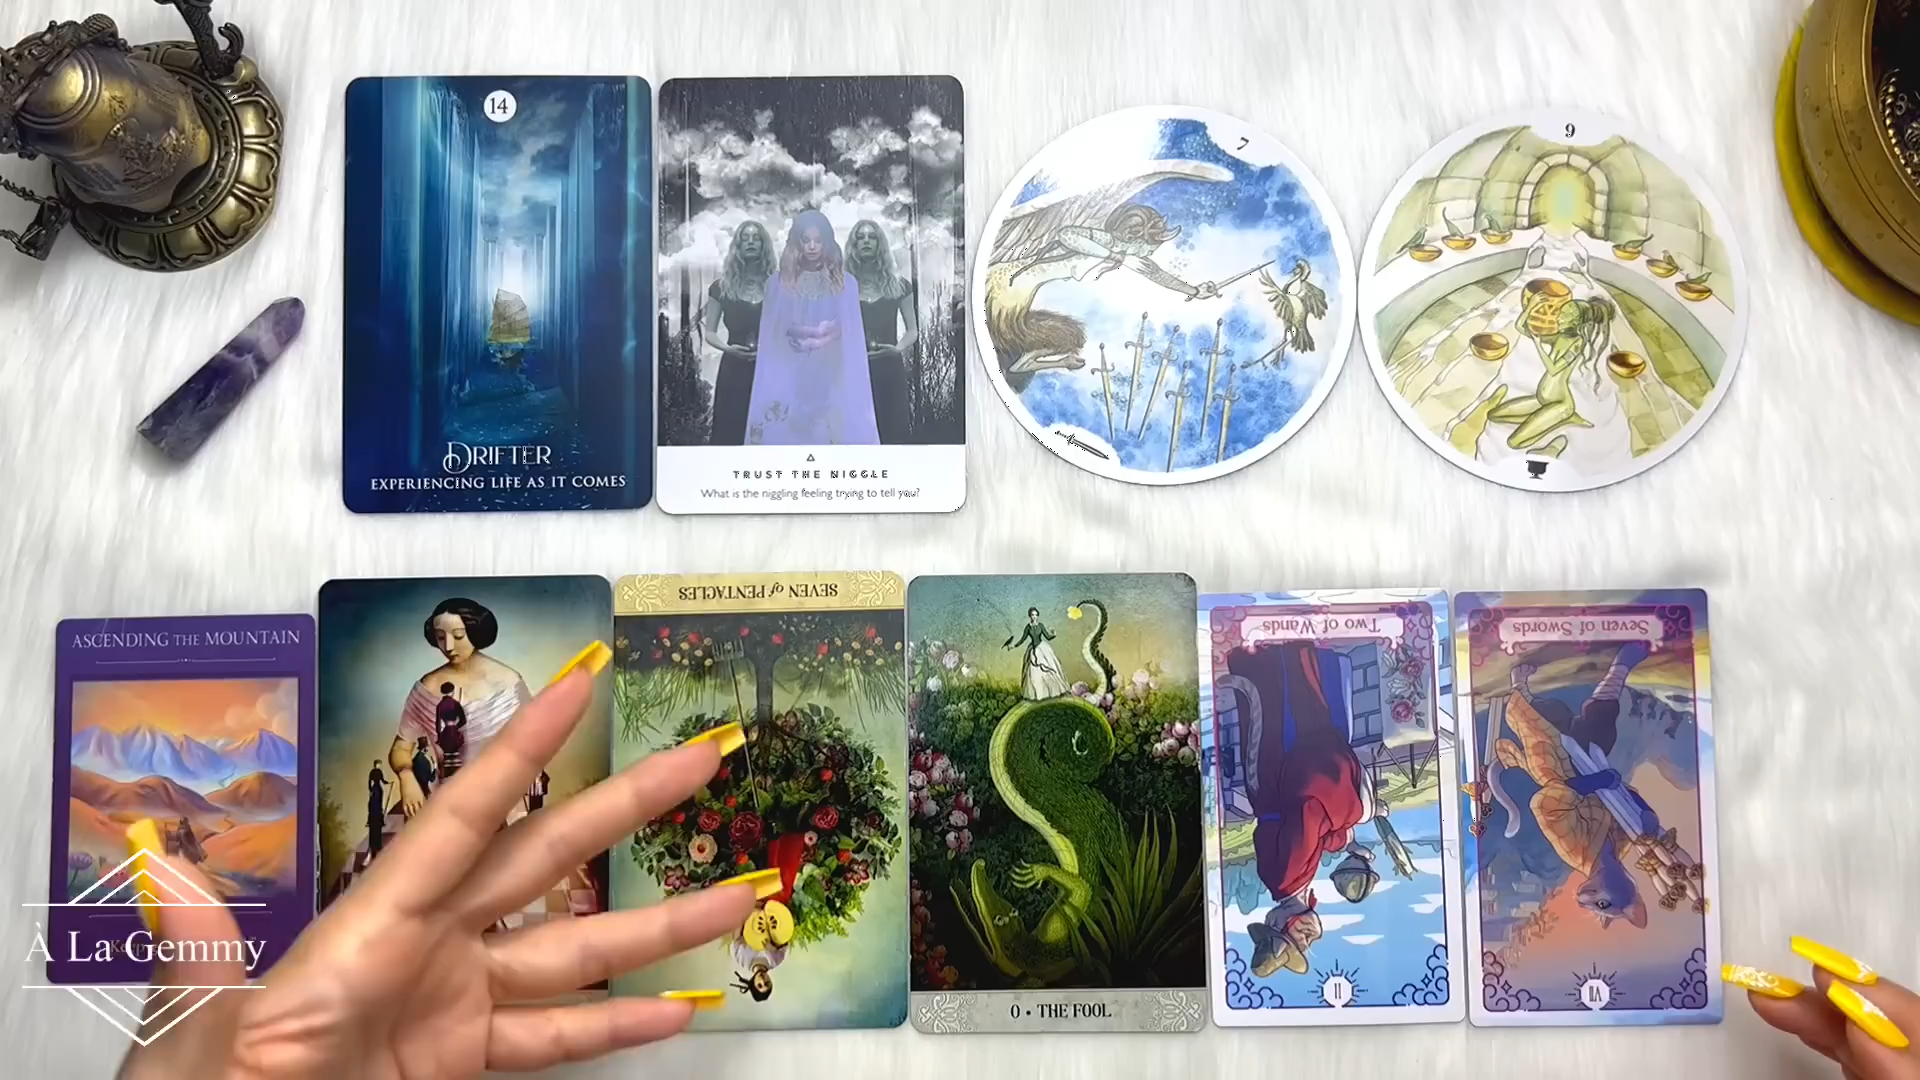 14
DRIFTER
EXPERIENCING LIFE AS IT COMES
TRUST THE NIGGLE
What is the niggling feeling trying to tell you?
7
9
ASCENDING THE MOUNTAIN
SEVEN of PENTACLES
0 • THE FOOL
Two of Wands
II
Seven of Swords
VII
À La Gemmy